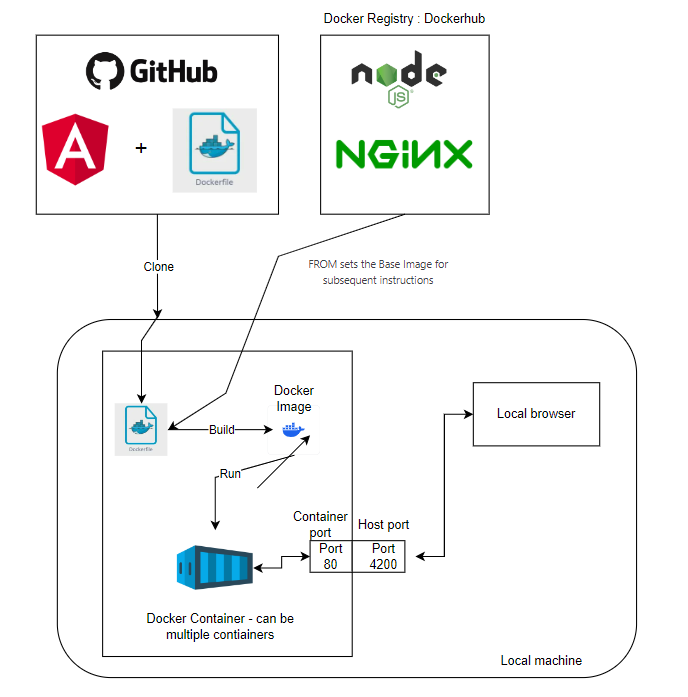 Docker Registry : Dockerhub
GitHub
node
JS
A
+
Dockerfile
NGiNX
Clone
FROM sets the Base Image for
subsequent instructions
Docker
Image
Dockerfile
Build
Run
Local browser
Container
port
Host port
Port
80
Port
4200
Docker Container - can be
multiple contiainers
Local machine